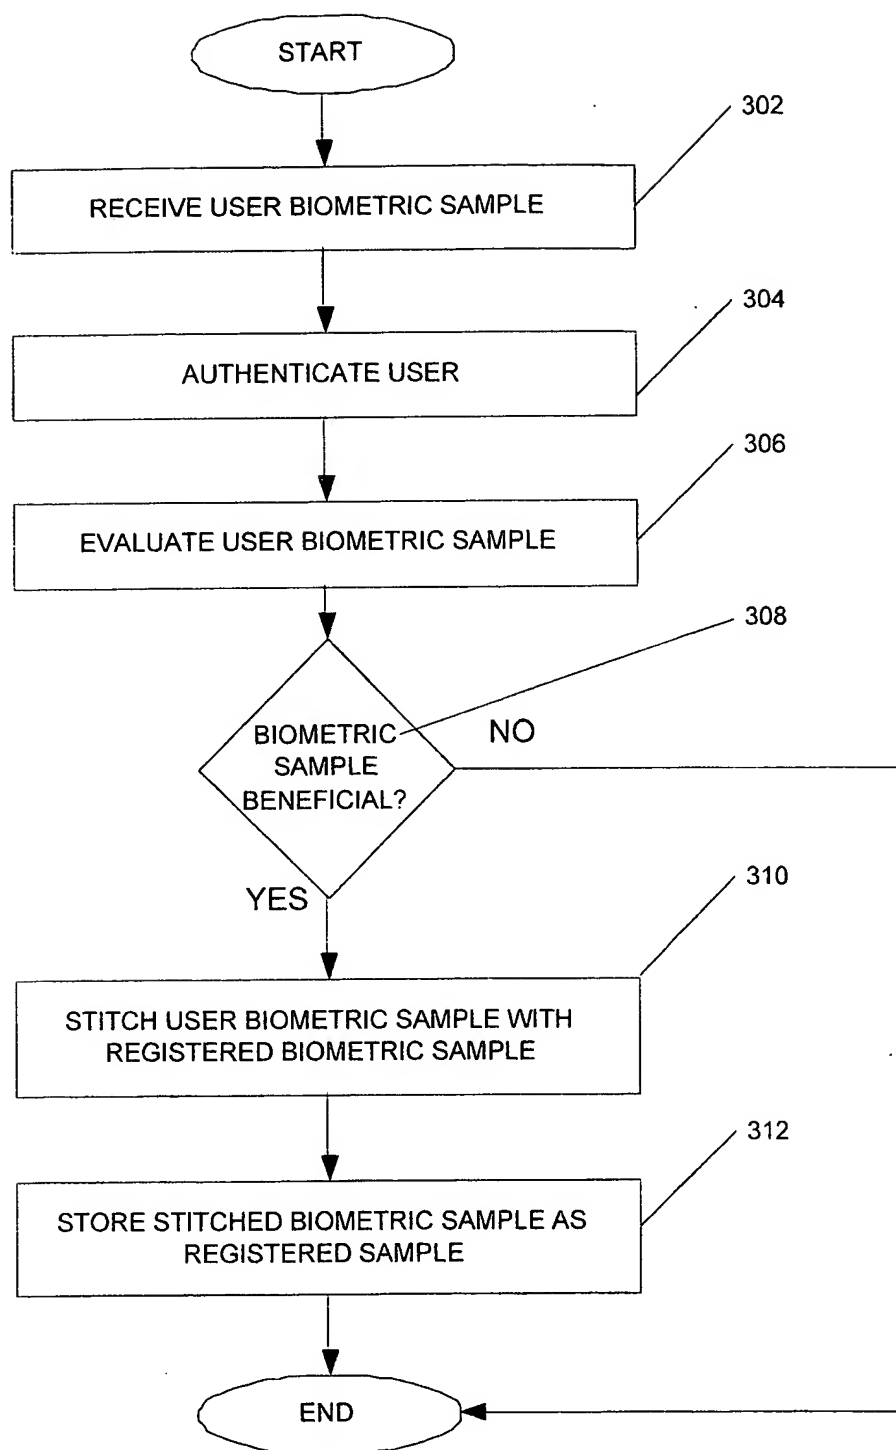 START
302
RECEIVE USER BIOMETRIC SAMPLE
304
AUTHENTICATE USER
306
EVALUATE USER BIOMETRIC SAMPLE
308
BIOMETRIC
SAMPLE
BENEFICIAL?
NO
YES
310
STITCH USER BIOMETRIC SAMPLE WITH
REGISTERED BIOMETRIC SAMPLE
312
STORE STITCHED BIOMETRIC SAMPLE AS
REGISTERED SAMPLE
END